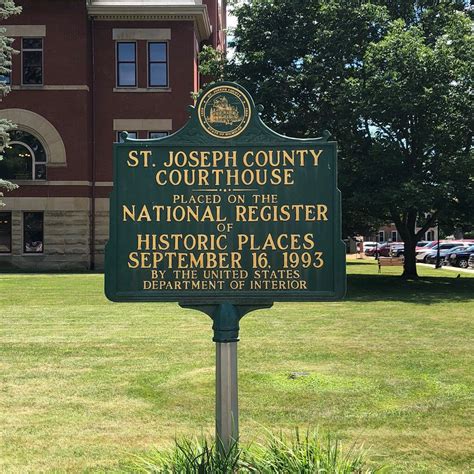 ST. JOSEPH COUNTY
COURTHOUSE
PLACED ON THE
NATIONAL REGISTER
OF
HISTORIC PLACES
SEPTEMBER 16, 1993
BY THE UNITED STATES
DEPARTMENT OF INTERIOR